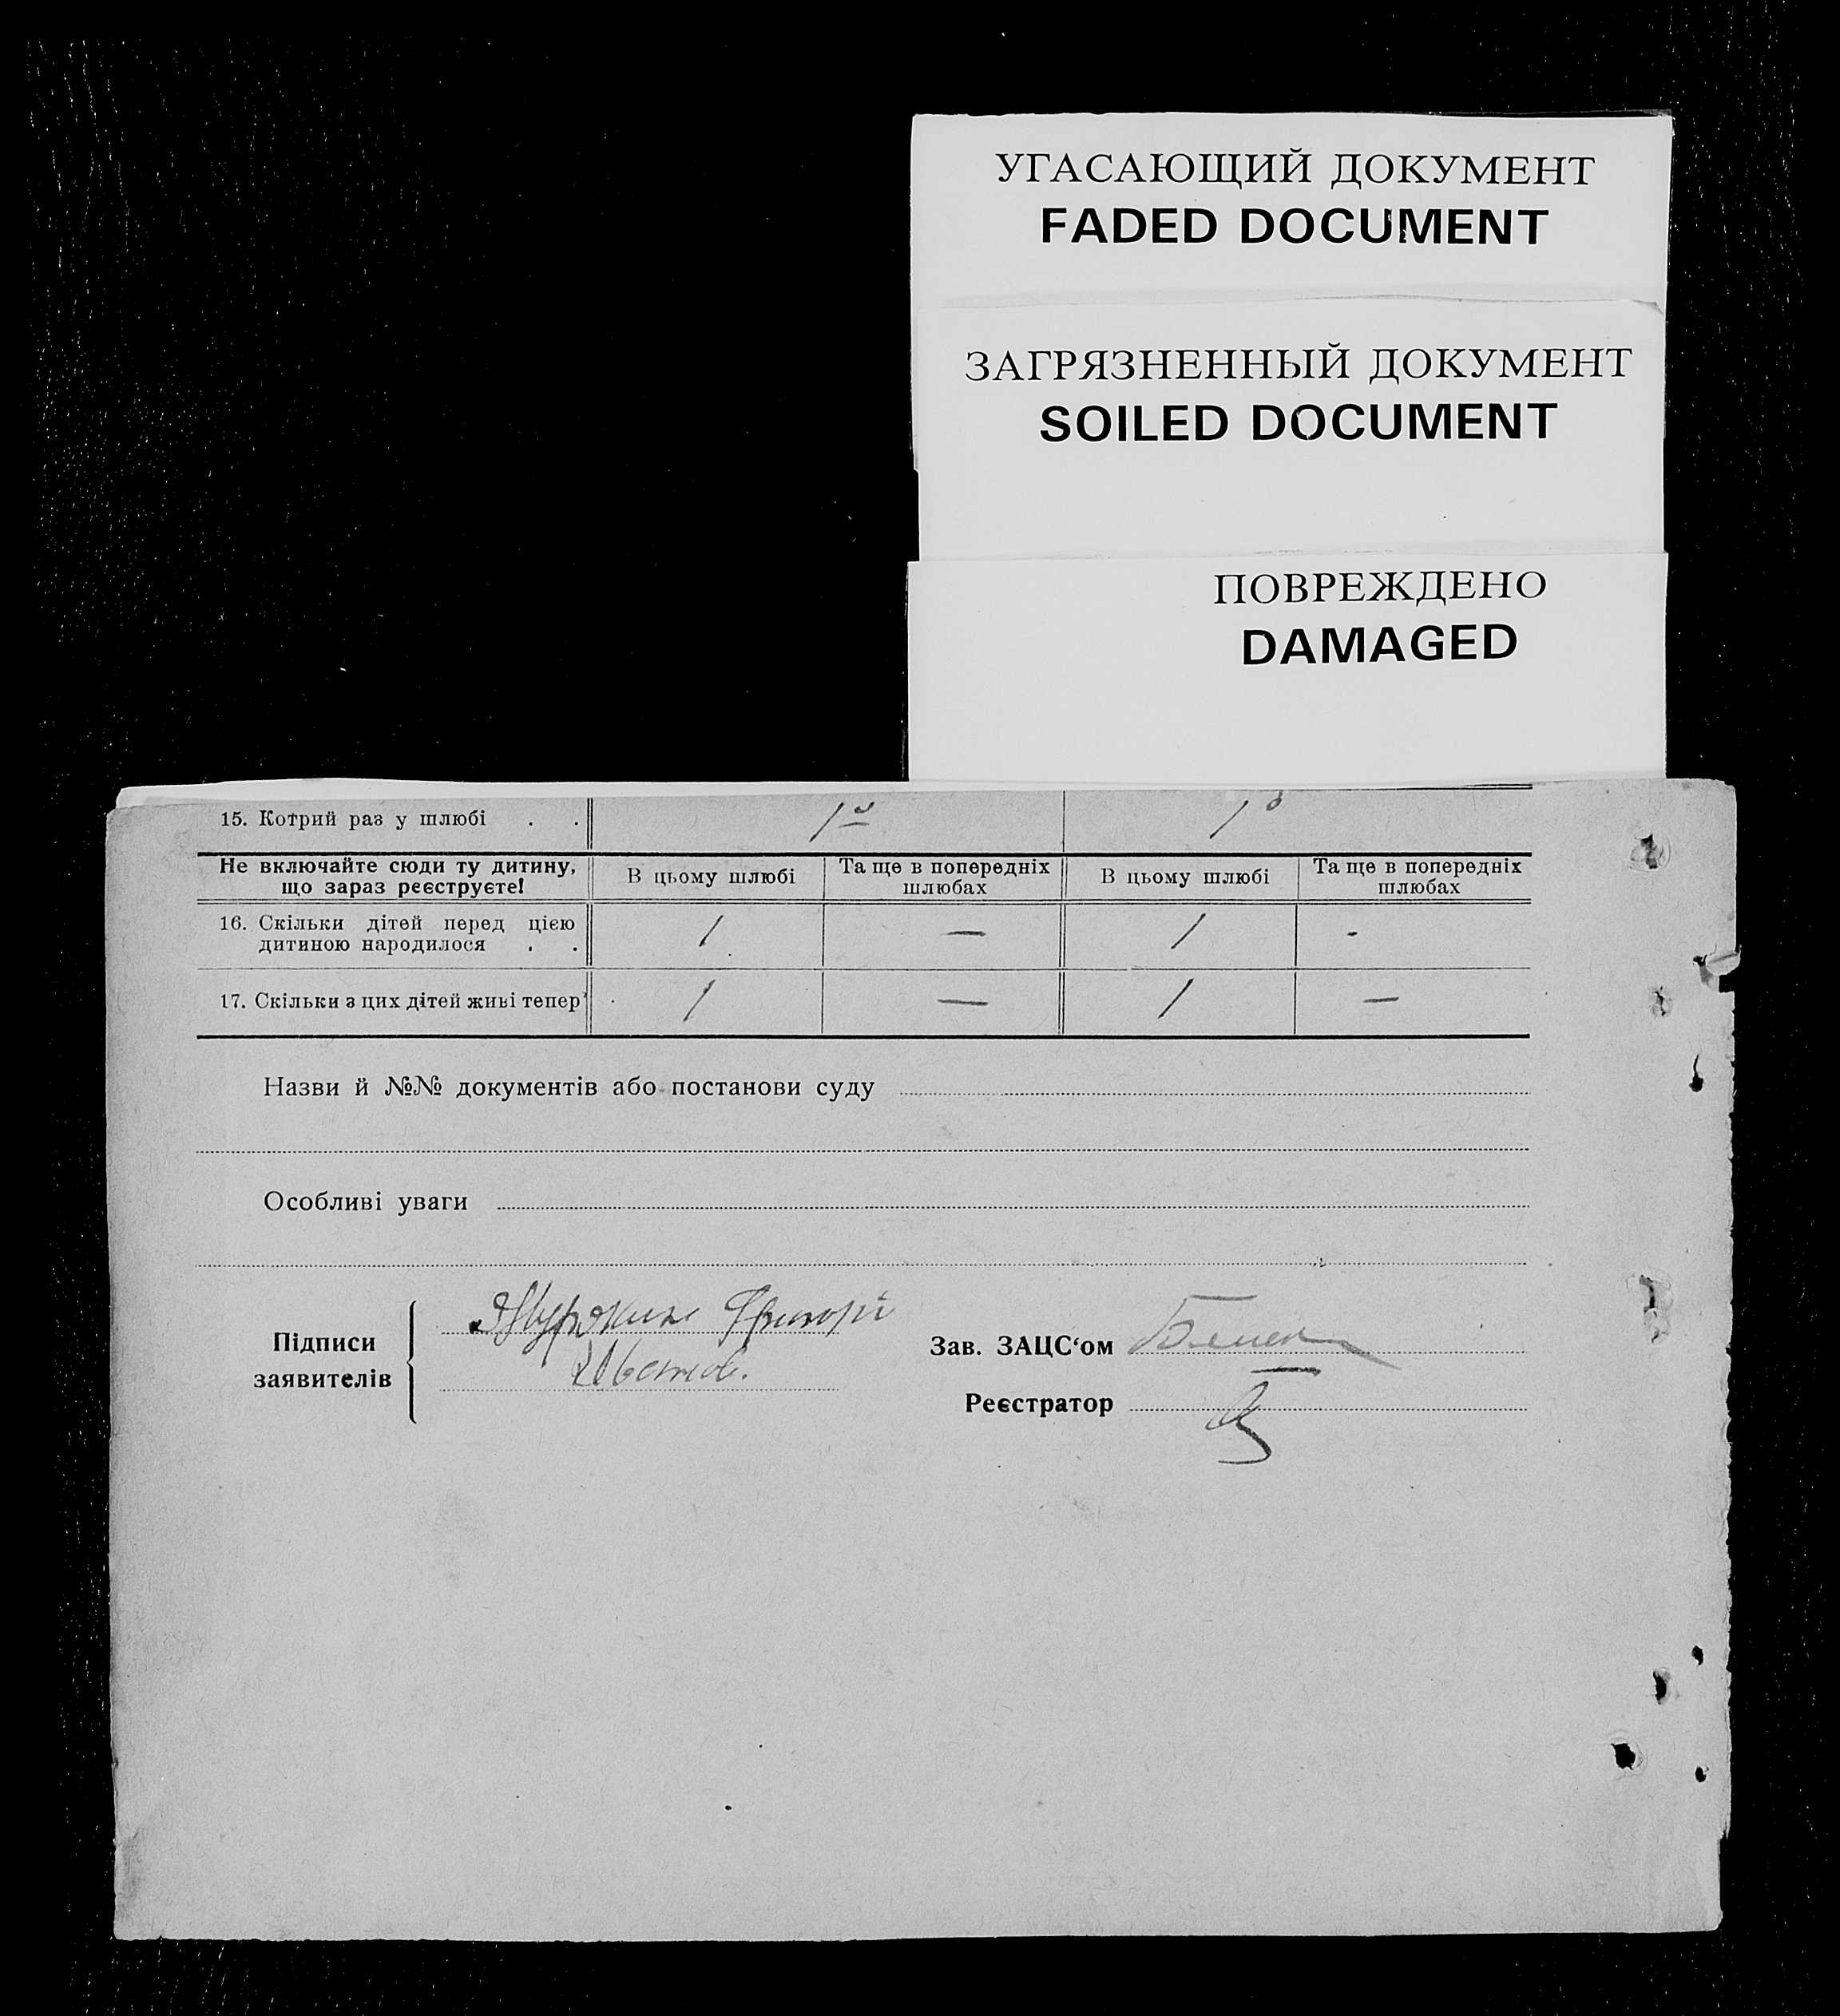 УГАСАЮЩИЙ ДОКУМЕНТ
FADED DOCUMENT
ЗАГРЯЗНЕННЫЙ ДОКУМЕНТ
SOILED DOCUMENT
ПОВРЕЖДЕНО
DAMAGED
15. Котрий раз у шлюбі . . 1й 1й
Не включайте сюди ту дитину, що зараз реєструєте! В цьому шлюбі Та ще в попередніх шлюбах В цьому шлюбі Та ще в попередніх шлюбах
16. Скільки дітей перед цією
дитиною народилося . . 1 — 1 -
17. Скільки з цих дітей живі тепер 1 — 1 —
Назви й №№ документів або постанови суду
Особливі уваги
Підписи
заявителів
Зав. ЗАЦС‘ом
Реєстратор